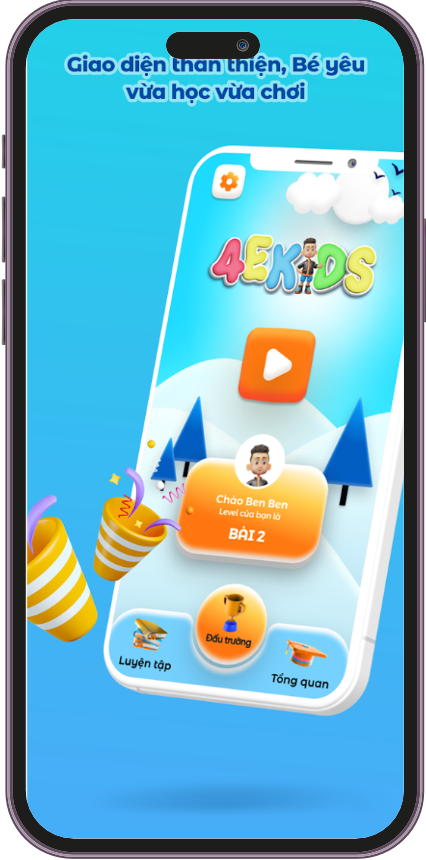 Giao diện thân thiện, Bé yêu
vừa học vừa chơi
4EKIDS
Chào Ben Ben
Level của bạn là
BÀI 2
Đấu trường
Luyện tập
Tổng quan